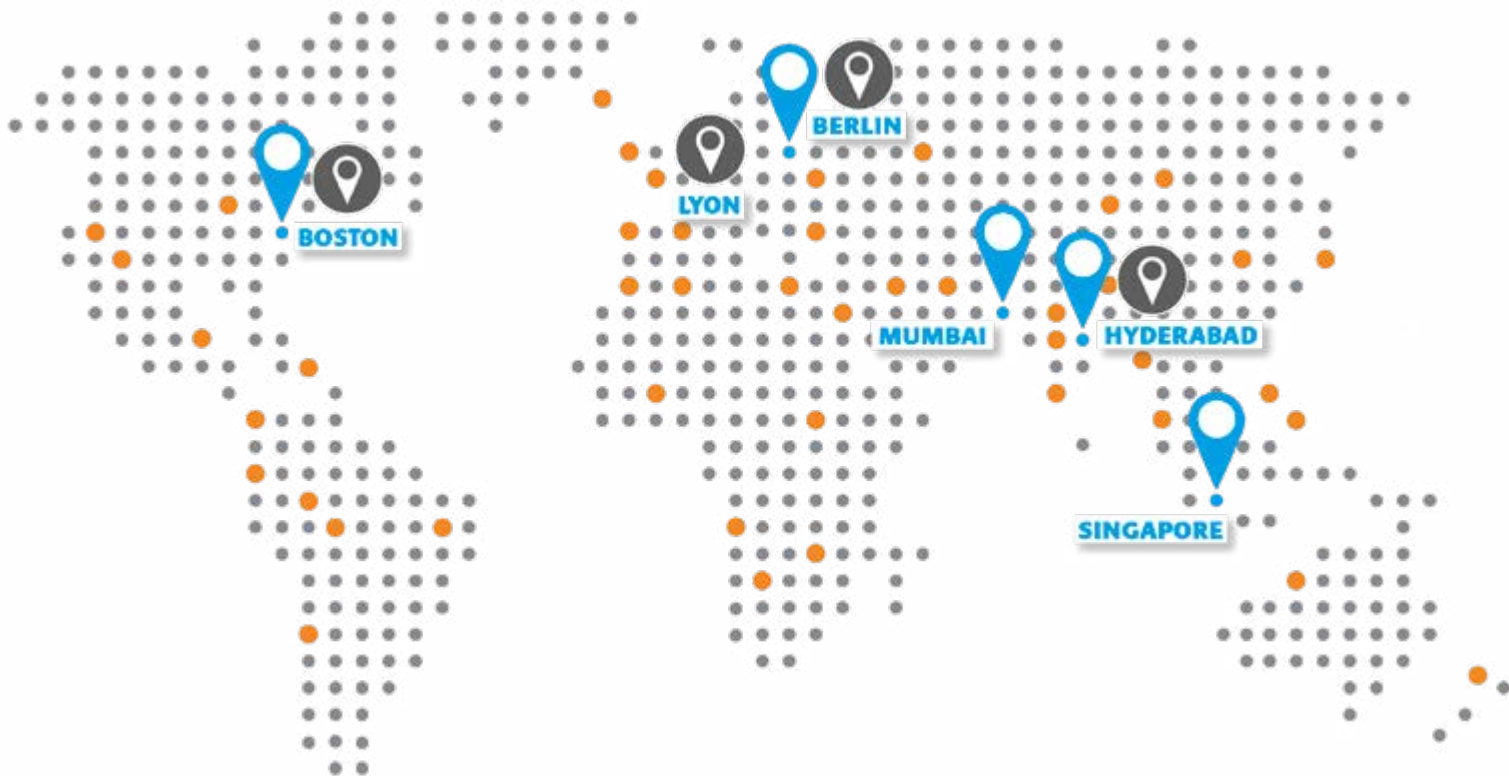 BERLIN
LYON
BOSTON
MUMBAI
HYDERABAD
SINGAPORE